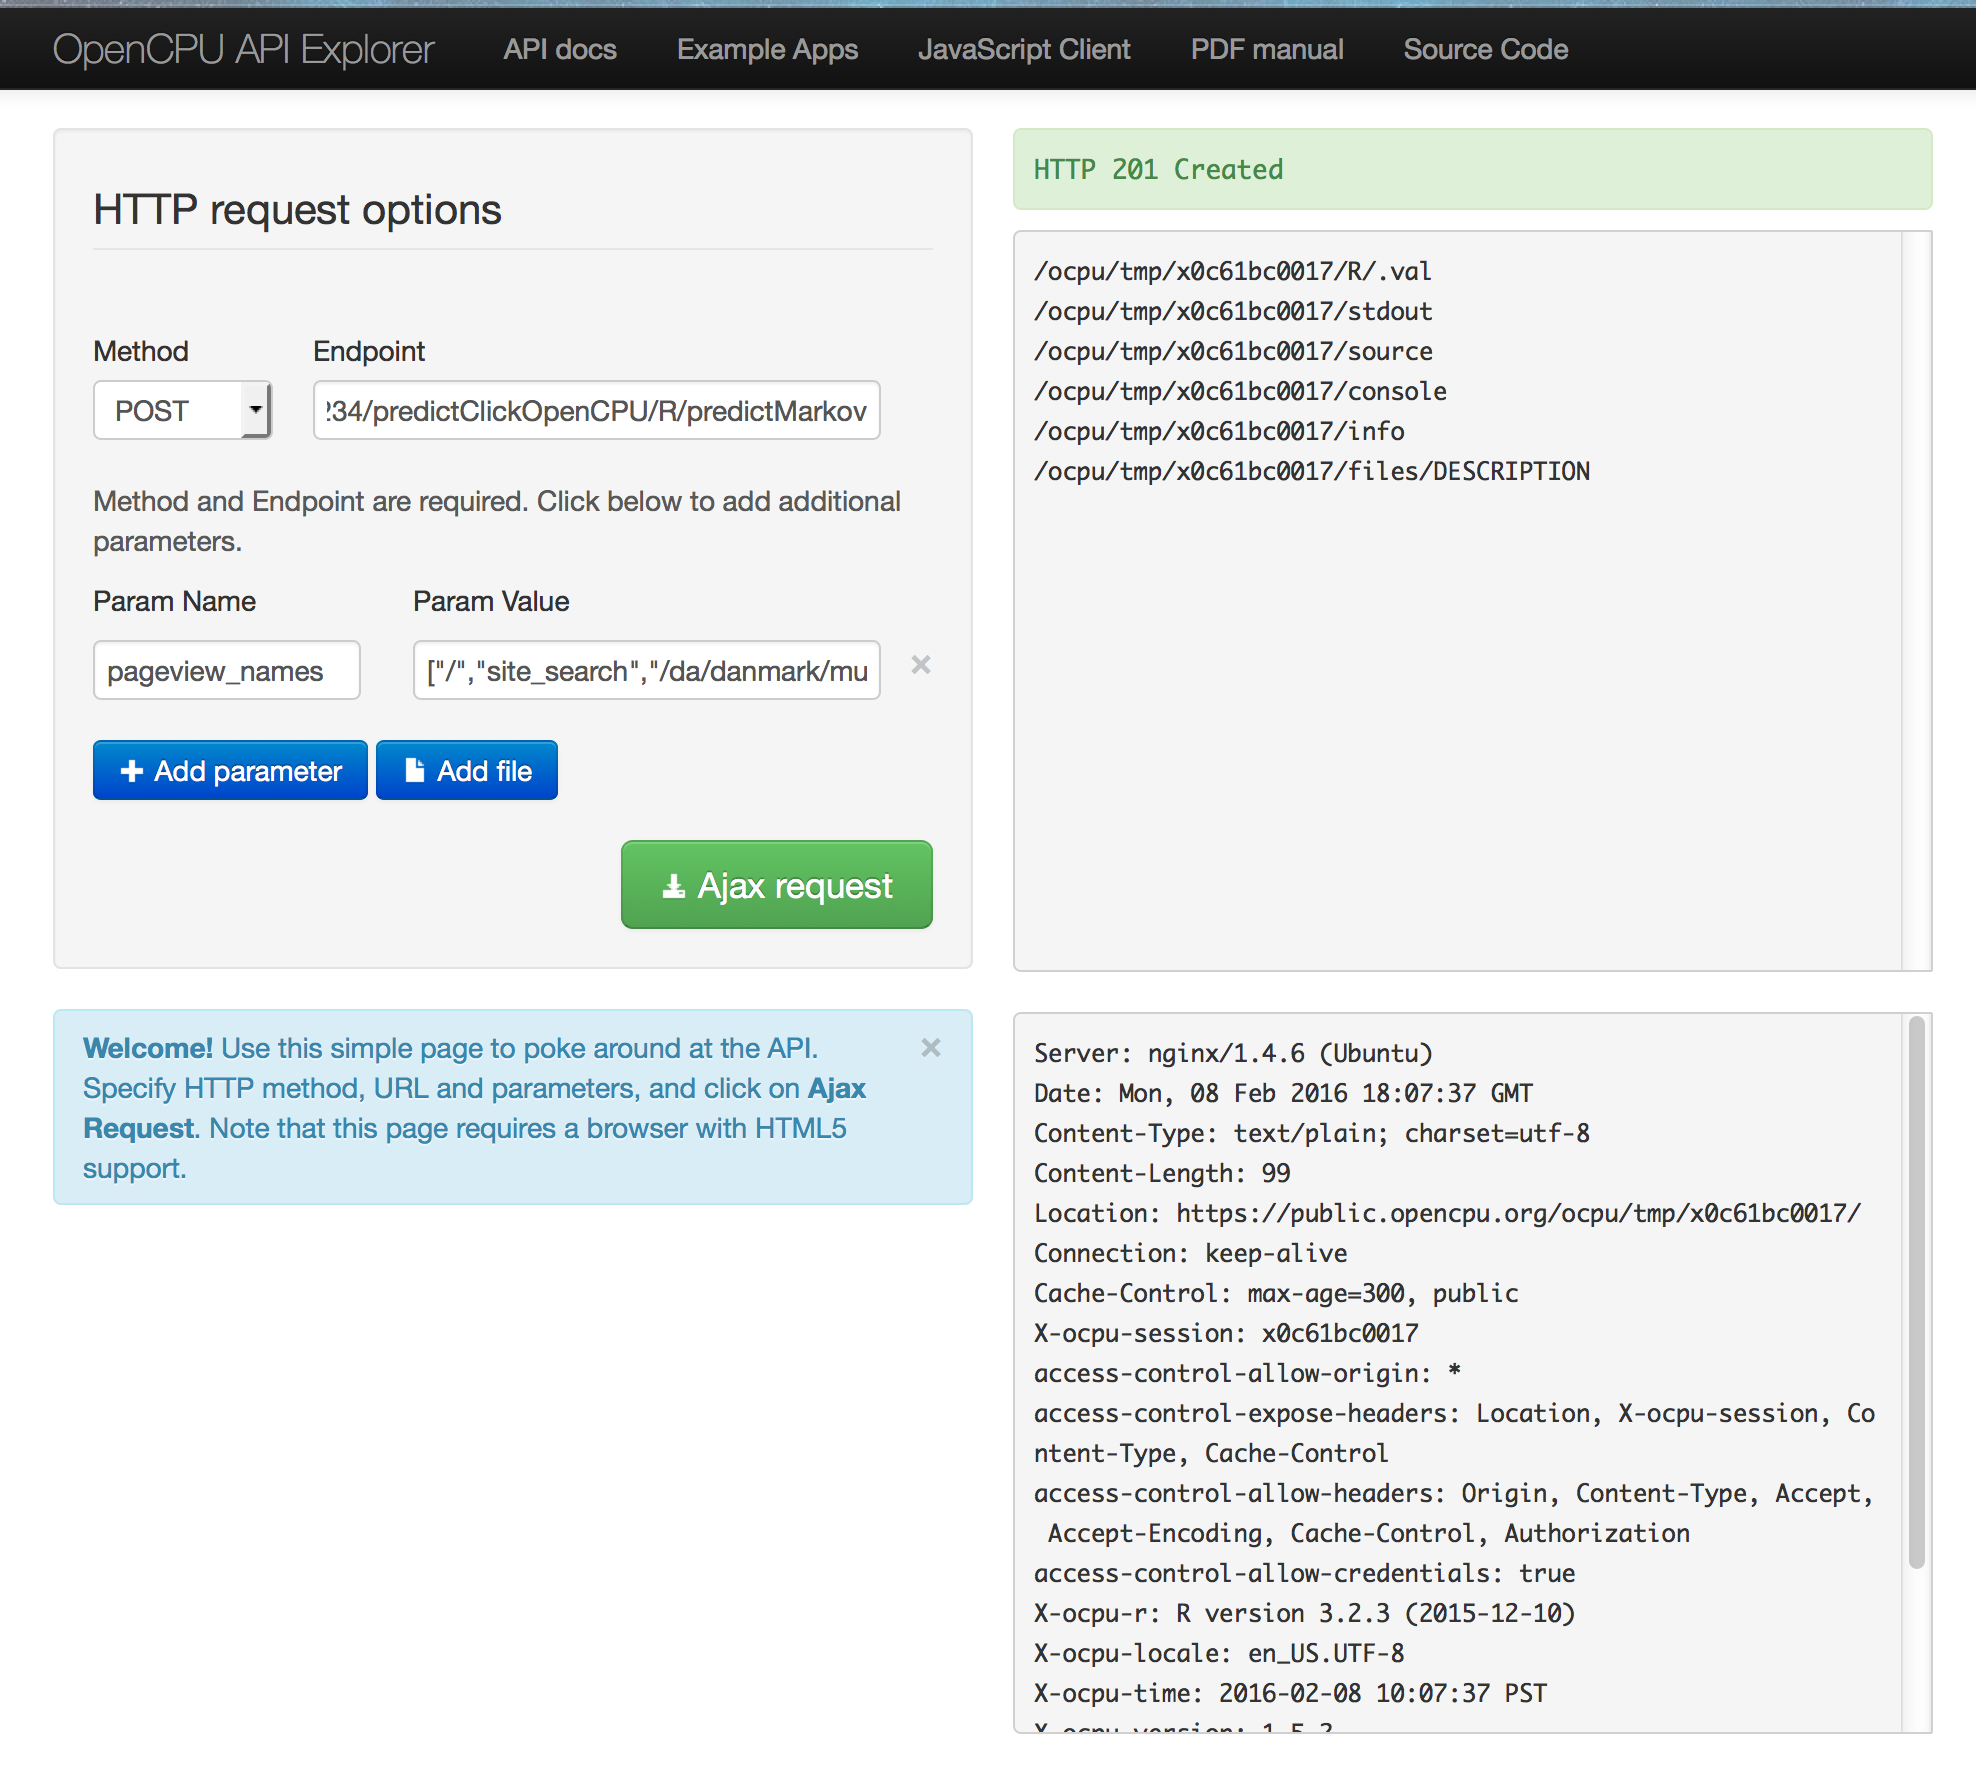 OpenCPU API Explorer API docs Example Apps JavaScript Client PDF manual Source Code
HTTP request options
Method Endpoint
POST :34/predictClickOpenCPU/R/predictMarkov
Method and Endpoint are required. Click below to add additional
parameters.
Param Name Param Value
pageview_names ["/","site_search","/da/danmark/mu ×
Add parameter Add file
Ajax request
Welcome! Use this simple page to poke around at the API. ×
Specify HTTP method, URL and parameters, and click on Ajax
Request. Note that this page requires a browser with HTML5
support.
HTTP 201 Created
/ocpu/tmp/x0c61bc0017/R/.val
/ocpu/tmp/x0c61bc0017/stdout
/ocpu/tmp/x0c61bc0017/source
/ocpu/tmp/x0c61bc0017/console
/ocpu/tmp/x0c61bc0017/info
/ocpu/tmp/x0c61bc0017/files/DESCRIPTION
Server: nginx/1.4.6 (Ubuntu)
Date: Mon, 08 Feb 2016 18:07:37 GMT
Content-Type: text/plain; charset=utf-8
Content-Length: 99
Location: https://public.opencpu.org/ocpu/tmp/x0c61bc0017/
Connection: keep-alive
Cache-Control: max-age=300, public
X-ocpu-session: x0c61bc0017
access-control-allow-origin: *
access-control-expose-headers: Location, X-ocpu-session, Co
ntent-Type, Cache-Control
access-control-allow-headers: Origin, Content-Type, Accept,
Accept-Encoding, Cache-Control, Authorization
access-control-allow-credentials: true
X-ocpu-r: R version 3.2.3 (2015-12-10)
X-ocpu-locale: en_US.UTF-8
X-ocpu-time: 2016-02-08 10:07:37 PST
X-ocpu-version: 1.5.2